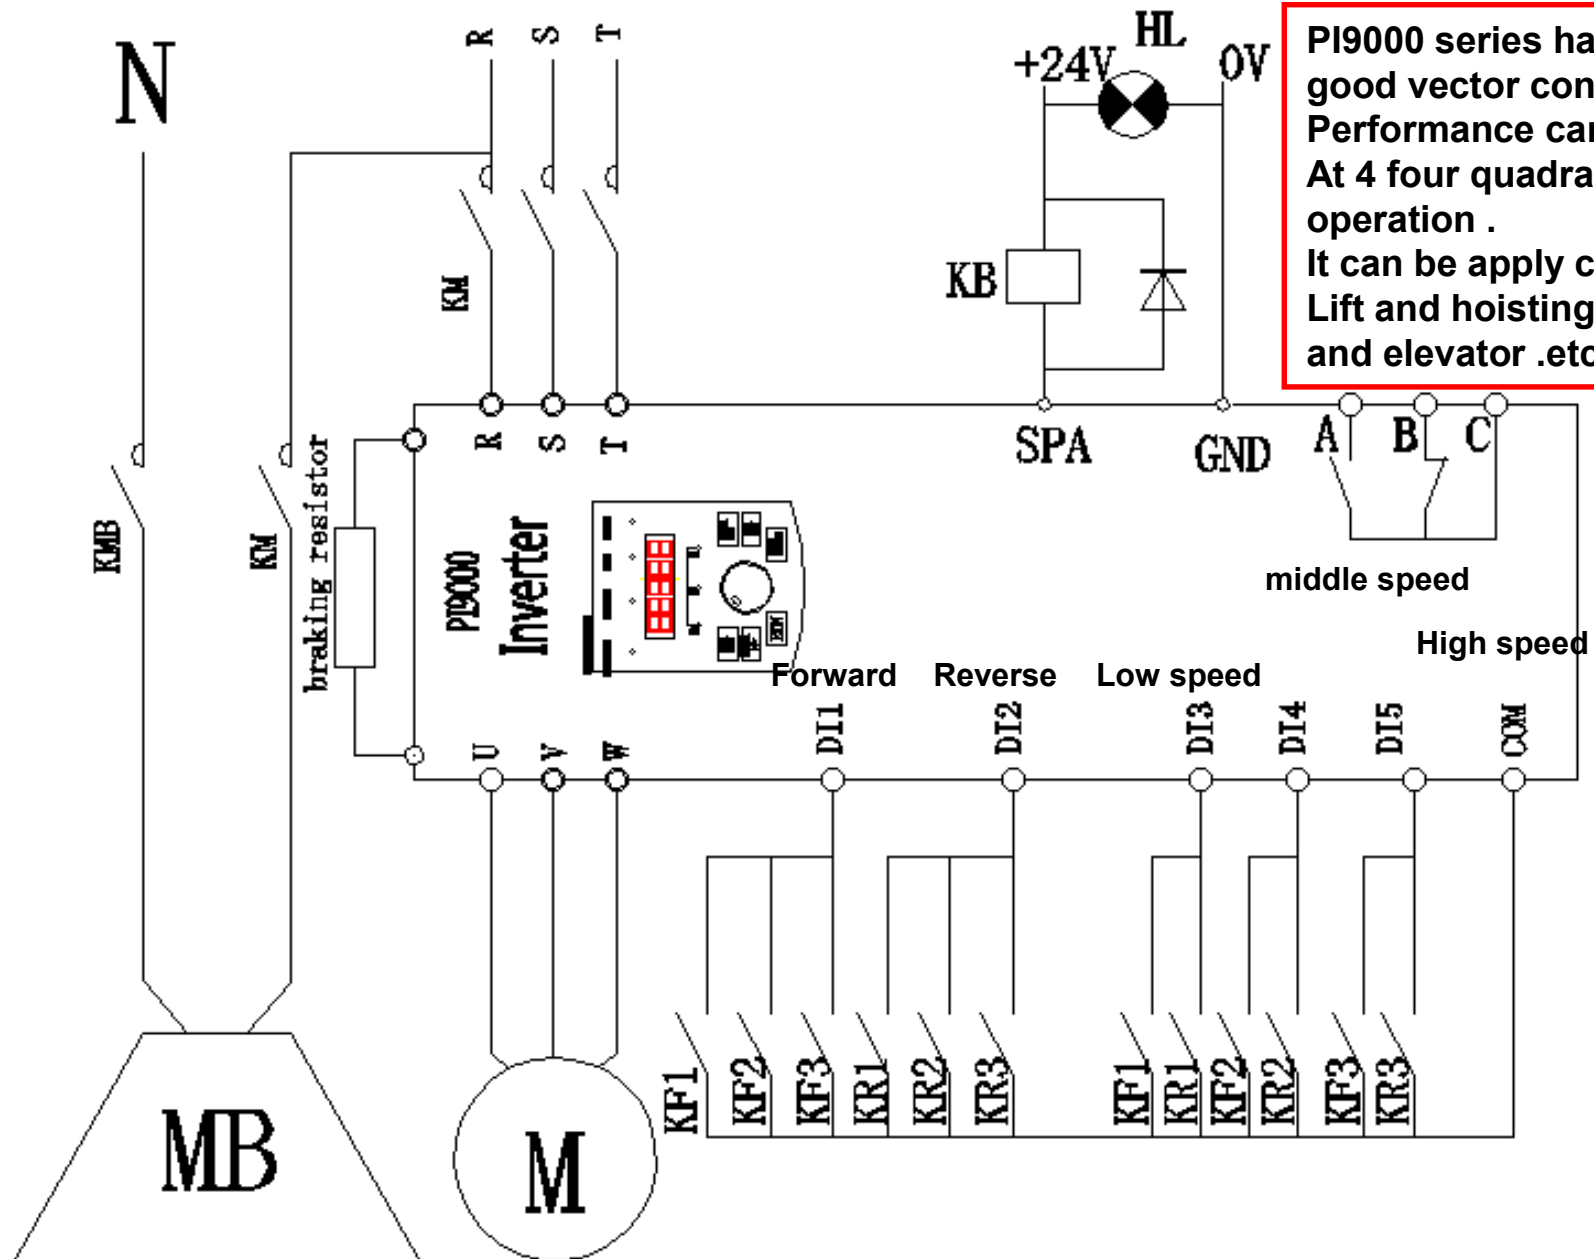 N
R S T
+24V HL 0V
PI9000 series ha
good vector con
Performance ca
At 4 four quadra
operation .
It can be apply c
Lift and hoisting
and elevator .etc
KM
KB
R S T
SPA
GND
A B C
KMB
KM
braking resistor
PI9000
Inverter
middle speed
High speed
Forward Reverse Low speed
U V W
DI1 DI2 DI3 DI4 DI5 COM
KF1 KF2 KF3 KR1 KR2 KR3
KF1 KR1 KF2 KR2 KF3 KR3
MB
M